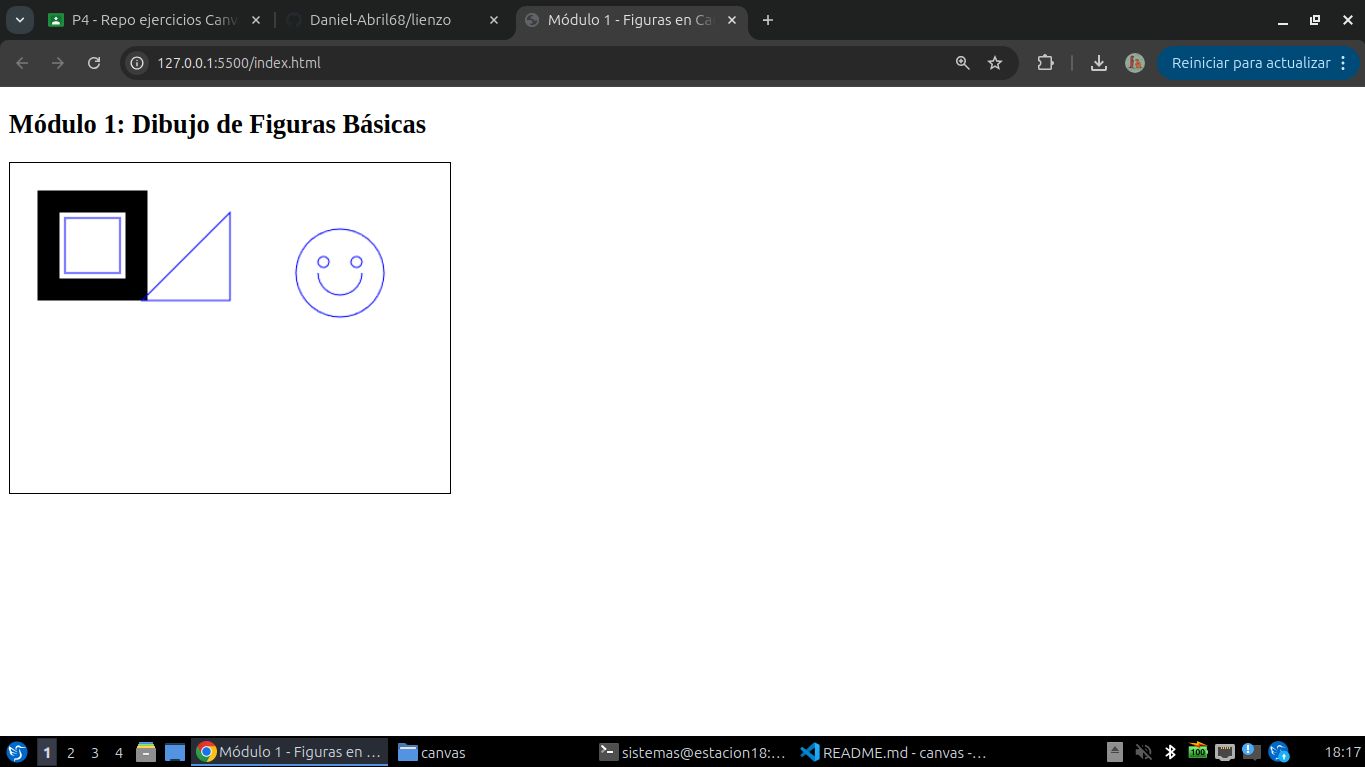 P4 - Repo ejercicios Canv
Daniel-Abril68/lienzo
Módulo 1 - Figuras en Ca
127.0.0.1:5500/index.html
Reiniciar para actualizar
Módulo 1: Dibujo de Figuras Básicas
1 2 3 4
Módulo 1 - Figuras en ...
canvas
sistemas@estacion18:...
README.md - canvas -...
100
18:17